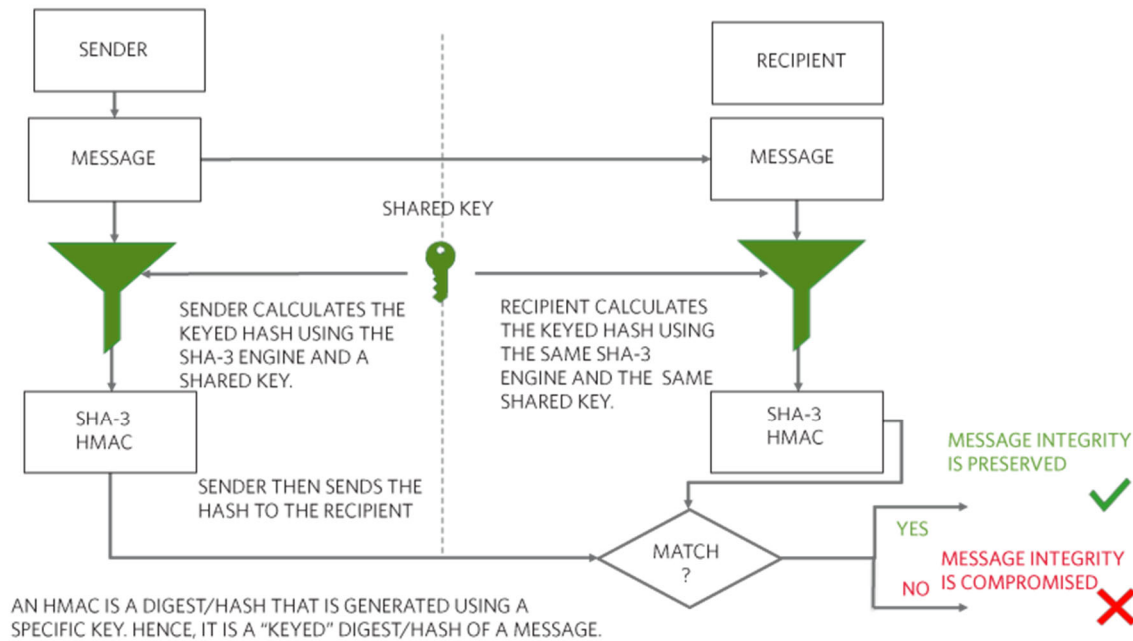 SENDER
RECIPIENT
MESSAGE
MESSAGE
SHARED KEY
SENDER CALCULATES THE
KEYED HASH USING THE
SHA-3 ENGINE AND A
SHARED KEY.
RECIPIENT CALCULATES
THE KEYED HASH USING
THE SAME SHA-3
ENGINE AND THE SAME
SHARED KEY.
SHA-3
HMAC
SHA-3
HMAC
SENDER THEN SENDS THE
HASH TO THE RECIPIENT
MATCH
?
MESSAGE INTEGRITY
IS PRESERVED
YES
MESSAGE INTEGRITY
IS COMPROMISED
NO
AN HMAC IS A DIGEST/HASH THAT IS GENERATED USING A
SPECIFIC KEY. HENCE, IT IS A “KEYED” DIGEST/HASH OF A MESSAGE.